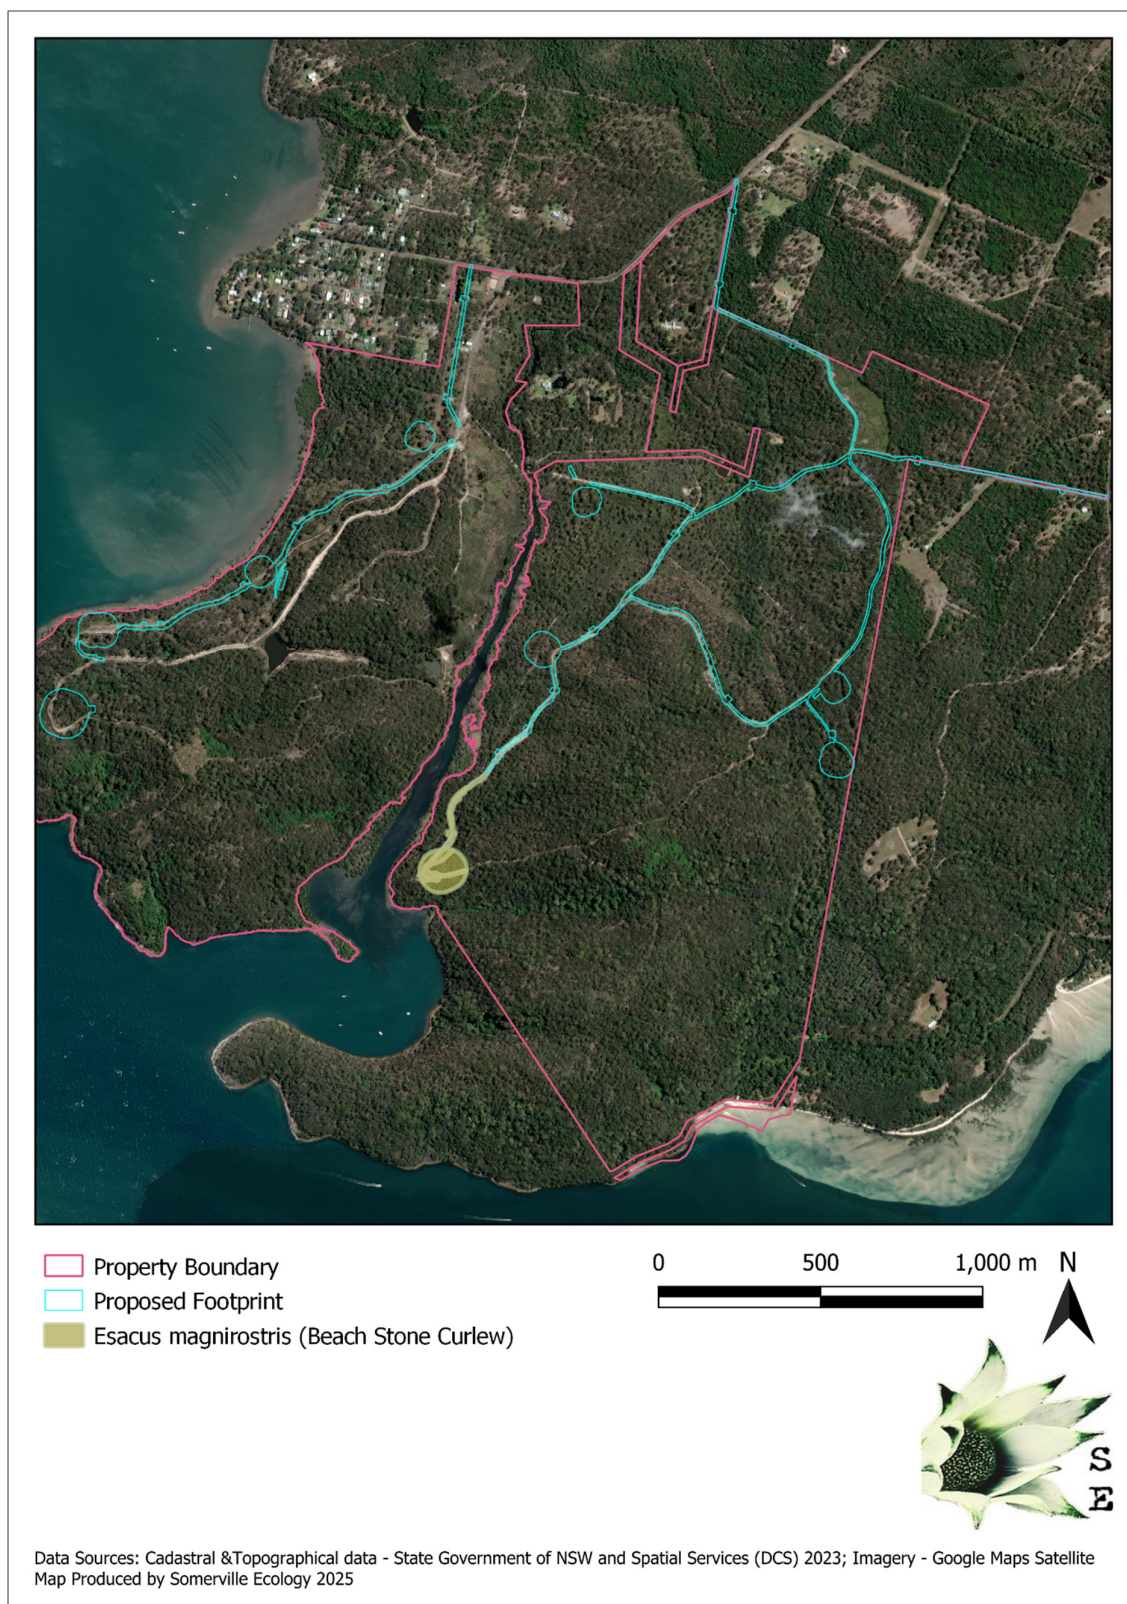 Property Boundary
Proposed Footprint
Esacus magnirostris (Beach Stone Curlew)
0 500 1,000 m N
S
E
Data Sources: Cadastral &Topographical data - State Government of NSW and Spatial Services (DCS) 2023; Imagery - Google Maps Satellite
Map Produced by Somerville Ecology 2025